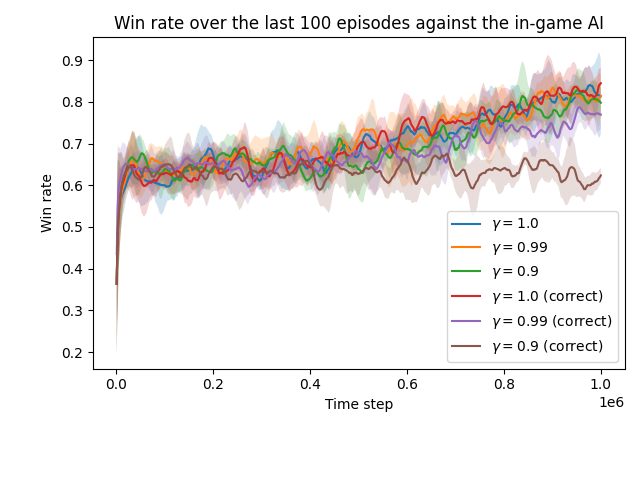 Win rate over the last 100 episodes against the in-game AI
Win rate
0.9
0.8
0.7
0.6
0.5
0.4
0.3
0.2
γ = 1.0
γ = 0.99
γ = 0.9
γ = 1.0 (correct)
γ = 0.99 (correct)
γ = 0.9 (correct)
0.0 0.2 0.4 0.6 0.8 1.0
1e6
Time step